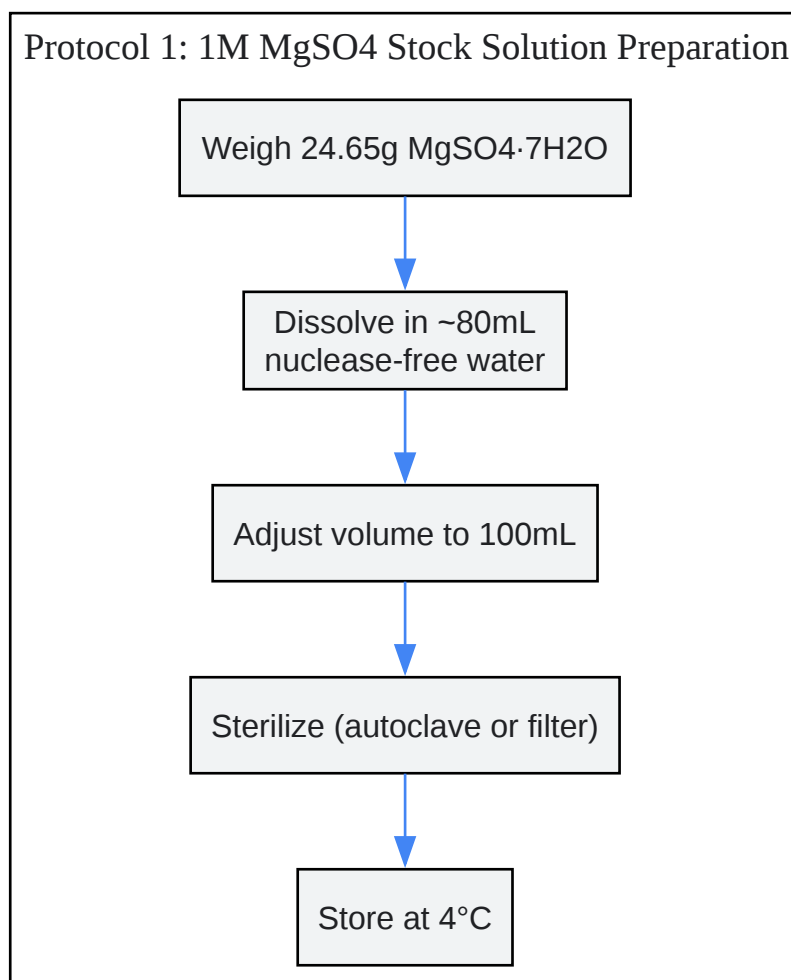 Protocol 1: 1M MgSO4 Stock Solution Preparation
Weigh 24.65g MgSO4·7H2O
Dissolve in ~80mL
nuclease-free water
Adjust volume to 100mL
Sterilize (autoclave or filter)
Store at 4°C